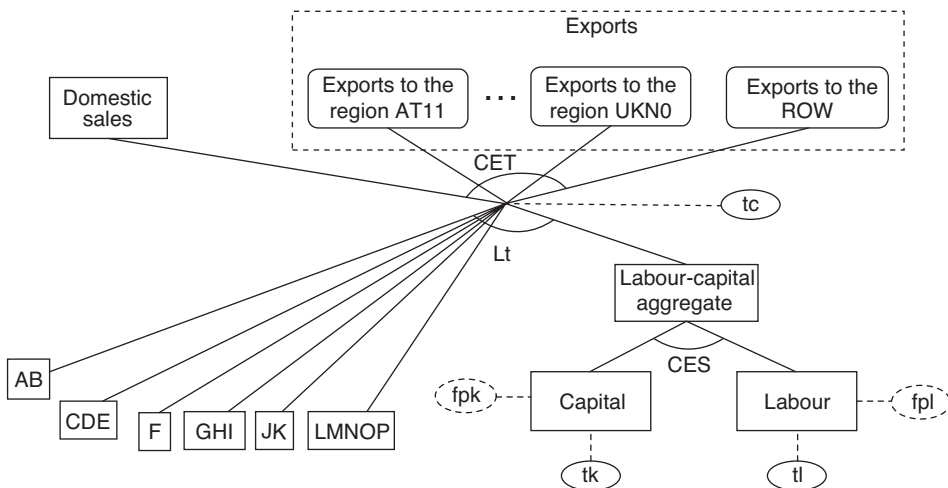 Exports
Domestic
sales
Exports to the
region AT11
...
Exports to the
region UKN0
Exports to the
ROW
CET
tc
Lt
Labour-capital
aggregate
CES
AB
CDE
F
GHI
JK
LMNOP
fpk
Capital
Labour
fpl
tk
tl